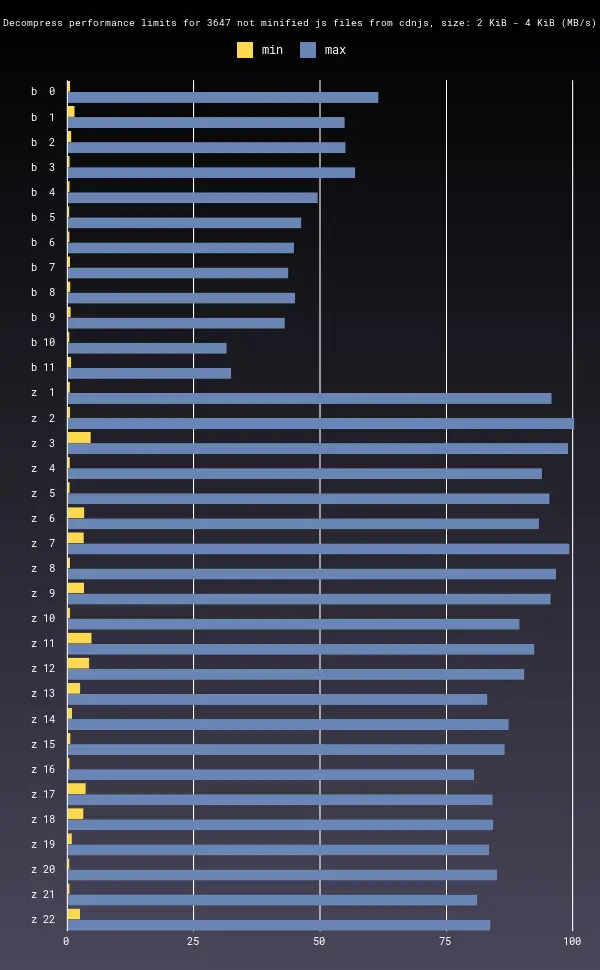 Decompress performance limits for 3647 not minified js files from cdnjs, size: 2 KiB - 4 KiB (MB/s)
min max
b 0
b 1
b 2
b 3
b 4
b 5
b 6
b 7
b 8
b 9
b 10
b 11
z 1
z 2
z 3
z 4
z 5
z 6
z 7
z 8
z 9
z 10
z 11
z 12
z 13
z 14
z 15
z 16
z 17
z 18
z 19
z 20
z 21
z 22
0 25 50 75 100